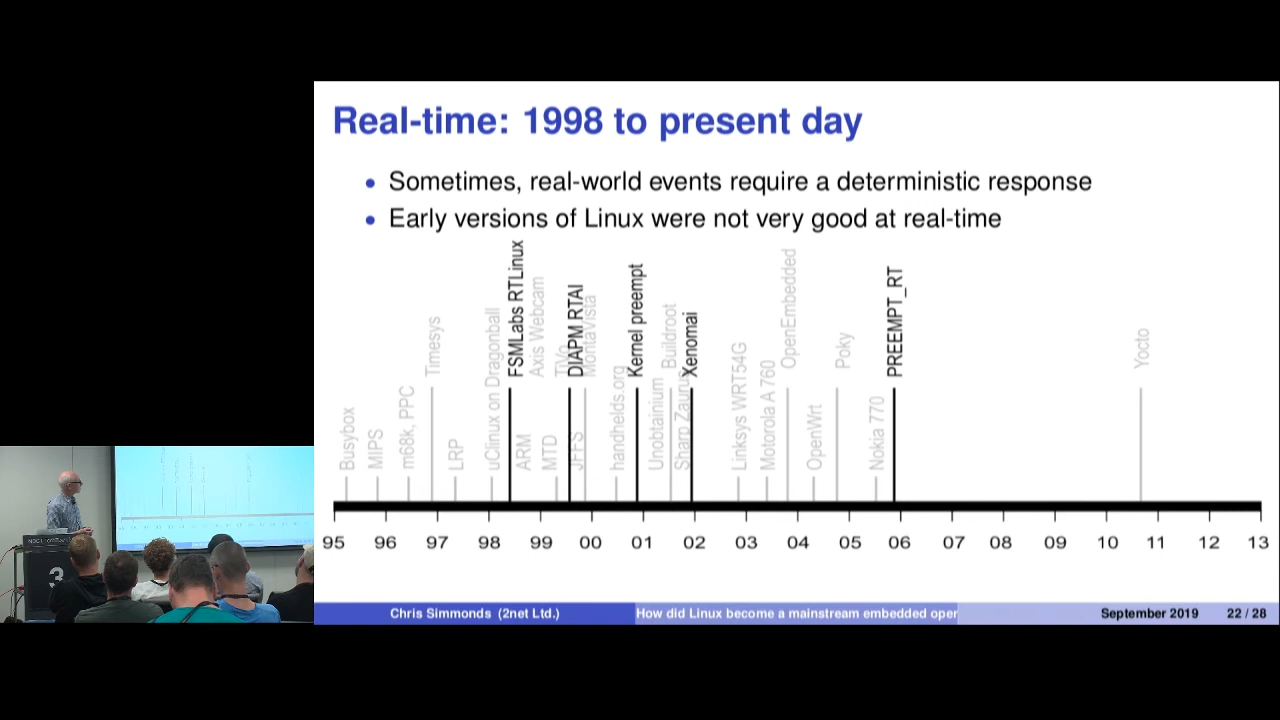 Real-time: 1998 to present day
• Sometimes, real-world events require a deterministic response
• Early versions of Linux were not very good at real-time
Busybox
MIPS
m68k, PPC
Timesys
LRP
uClinux on Dragonball
FSMLabs RTLinux
ARM
Axis Webcam
MTD
TiVo
DIAPM RTAI
JFFS
MontaVista
handhelds.org
Kernel preempt
Unobtainium
Buildroot
Sharp Zaurus
Xenomai
Linksys WRT54G
Motorola A 760
OpenEmbedded
OpenWrt
Poky
Nokia 770
PREEMPT_RT
Yocto
95 96 97 98 99 00 01 02 03 04 05 06 07 08 09 10 11 12 13
Chris Simmonds (2net Ltd.) How did Linux become a mainstream embedded oper September 2019 22 / 28
3